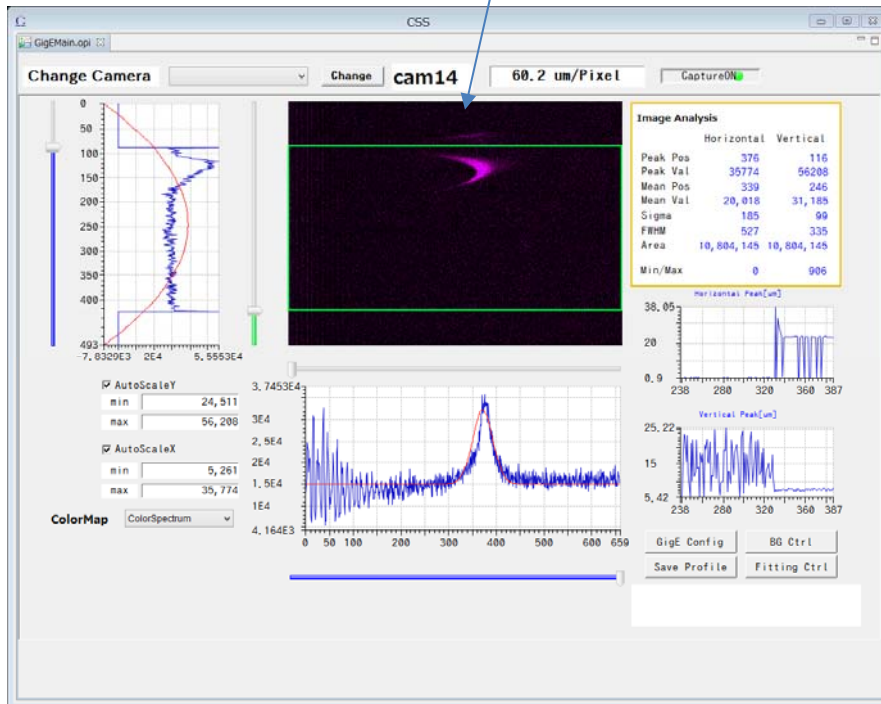 CSS
GigEMain.opi
Change Camera Change cam14 60.2 um/Pixel CaptureON
0
50
100
150
200
250
300
350
400
493
-7.8329E3 2E4 5.5553E4
Image Analysis
Horizontal Vertical
Peak Pos 376 116
Peak Val 35774 56208
Mean Pos 339 246
Mean Val 20,018 31,185
Sigma 185 99
FWHM 527 335
Area 10,804,145 10,804,145
Min/Max 0 906
Horizontal Peak[um]
38.05
20
0.9
238 280 320 360 387
AutoScaleY
min 24,511
max 56,208
AutoScaleX
min 5,261
max 35,774
ColorMap ColorSpectrum
3.7453E4
3E4
2.5E4
2E4
1.5E4
1E4
4.164E3
0 50 100 200 300 400 500 600 659
Vertical Peak[um]
25.22
15
5.42
238 280 320 360 387
GigE Config BG Ctrl
Save Profile Fitting Ctrl